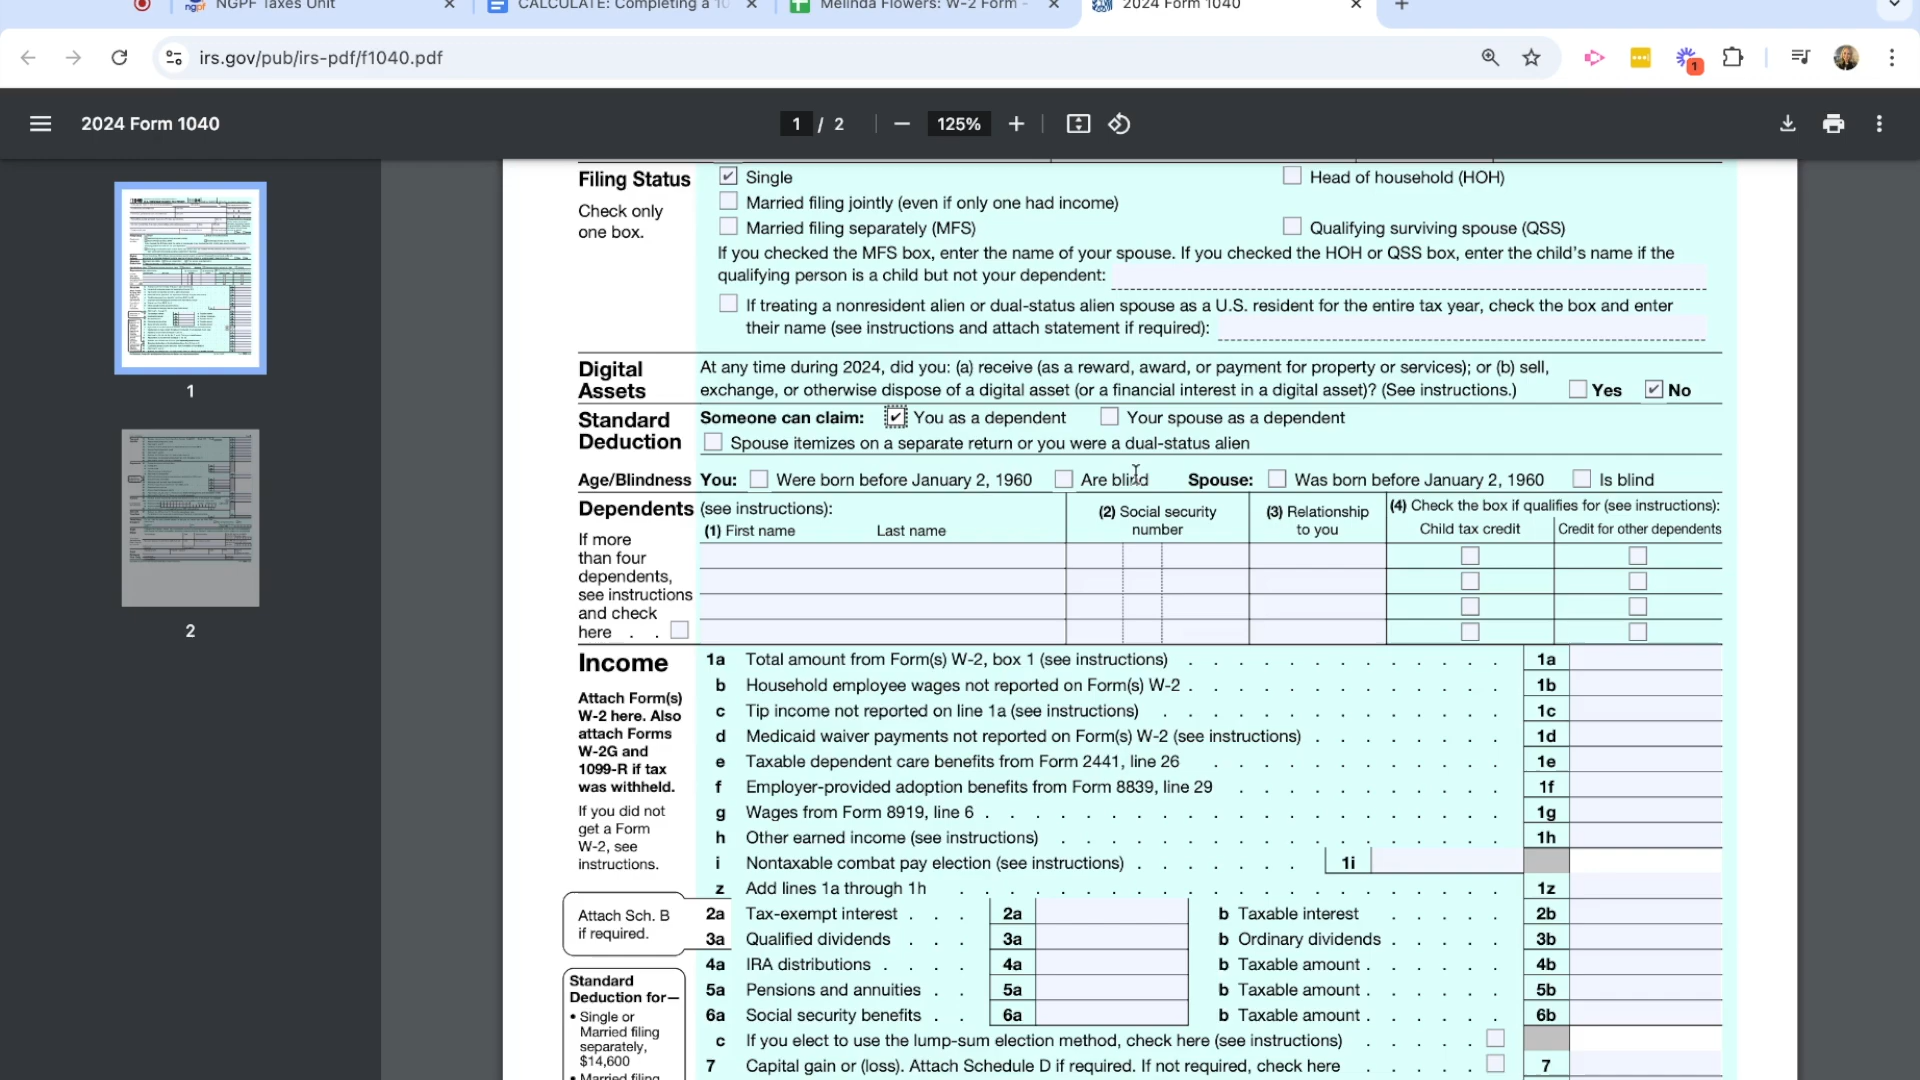 NGPF Taxes Unit
CALCULATE: Completing a 10
Melinda Flowers: W-2 Form -
2024 Form 1040
irs.gov/pub/irs-pdf/f1040.pdf
1
2024 Form 1040
1 / 2
125%
Filing Status
Check only
one box.
Single
Head of household (HOH)
Married filing jointly (even if only one had income)
Married filing separately (MFS)
Qualifying surviving spouse (QSS)
If you checked the MFS box, enter the name of your spouse. If you checked the HOH or QSS box, enter the child's name if the
qualifying person is a child but not your dependent:
If treating a nonresident alien or dual-status alien spouse as a U.S. resident for the entire tax year, check the box and enter
their name (see instructions and attach statement if required):
Digital
Assets
At any time during 2024, did you: (a) receive (as a reward, award, or payment for property or services); or (b) sell,
exchange, or otherwise dispose of a digital asset (or a financial interest in a digital asset)? (See instructions.)
Yes
No
Standard
Deduction
Someone can claim:
You as a dependent
Your spouse as a dependent
Spouse itemizes on a separate return or you were a dual-status alien
Age/Blindness You:
Were born before January 2, 1960
Are blind
Spouse:
Was born before January 2, 1960
Is blind
Dependents (see instructions):
(1) First name
Last name
(2) Social security
number
(3) Relationship
to you
(4) Check the box if qualifies for (see instructions):
Child tax credit
Credit for other dependents
If more
than four
dependents,
see instructions
and check
here . .
Income
Attach Form(s)
W-2 here. Also
attach Forms
W-2G and
1099-R if tax
was withheld.
If you did not
get a Form
W-2, see
instructions.
1a Total amount from Form(s) W-2, box 1 (see instructions) . . . . . . . . . . . . . 1a
b Household employee wages not reported on Form(s) W-2 . . . . . . . . . . . . . 1b
c Tip income not reported on line 1a (see instructions) . . . . . . . . . . . . . . 1c
d Medicaid waiver payments not reported on Form(s) W-2 (see instructions) . . . . . . . . 1d
e Taxable dependent care benefits from Form 2441, line 26 . . . . . . . . . . . . 1e
f Employer-provided adoption benefits from Form 8839, line 29 . . . . . . . . . . . 1f
g Wages from Form 8919, line 6 . . . . . . . . . . . . . . . . . . . . . 1g
h Other earned income (see instructions) . . . . . . . . . . . . . . . . . . 1h
i Nontaxable combat pay election (see instructions) . . . . . . . 1i
z Add lines 1a through 1h . . . . . . . . . . . . . . . . . . . . . . 1z
Attach Sch. B
if required.
2a Tax-exempt interest . . . 2a
b Taxable interest . . . . . 2b
3a Qualified dividends . . . 3a
b Ordinary dividends . . . . . 3b
4a IRA distributions . . . . 4a
b Taxable amount . . . . . . 4b
5a Pensions and annuities . . 5a
b Taxable amount . . . . . . 5b
6a Social security benefits . . 6a
b Taxable amount . . . . . . 6b
c If you elect to use the lump-sum election method, check here (see instructions) . . . . .
7 Capital gain or (loss). Attach Schedule D if required. If not required, check here . . . . . 7
Standard
Deduction for—
• Single or
Married filing
separately,
$14,600
• Married filing
1
2